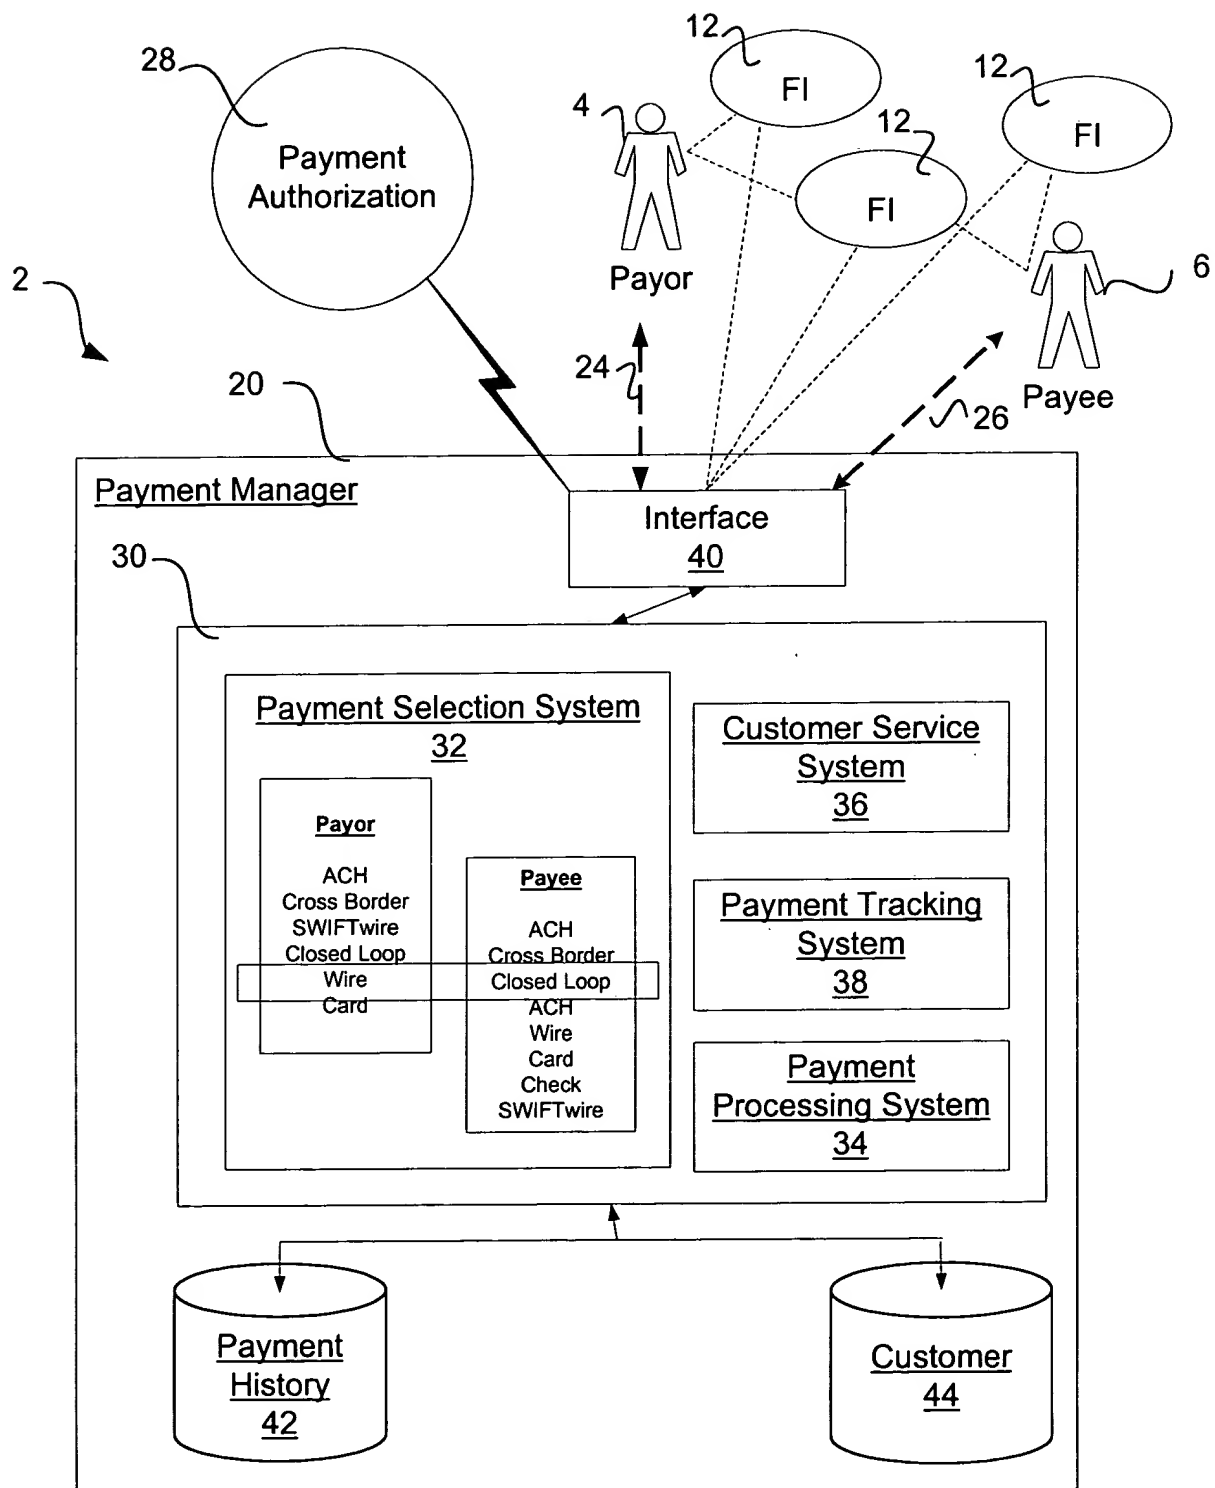 12
28
12
FI
4
12
FI
Payment
Authorization
FI
6
Payor
2
24
20
Payee
26
Payment Manager
Interface
40
30
Payment Selection System
32
Customer Service
System
36
Payor
ACH
Cross Border
SWIFTwire
Closed Loop
Wire
Card
Payee
ACH
Cross Border
Closed Loop
ACH
Wire
Card
Check
SWIFTwire
Payment Tracking
System
38
Payment
Processing System
34
Payment
History
42
Customer
44